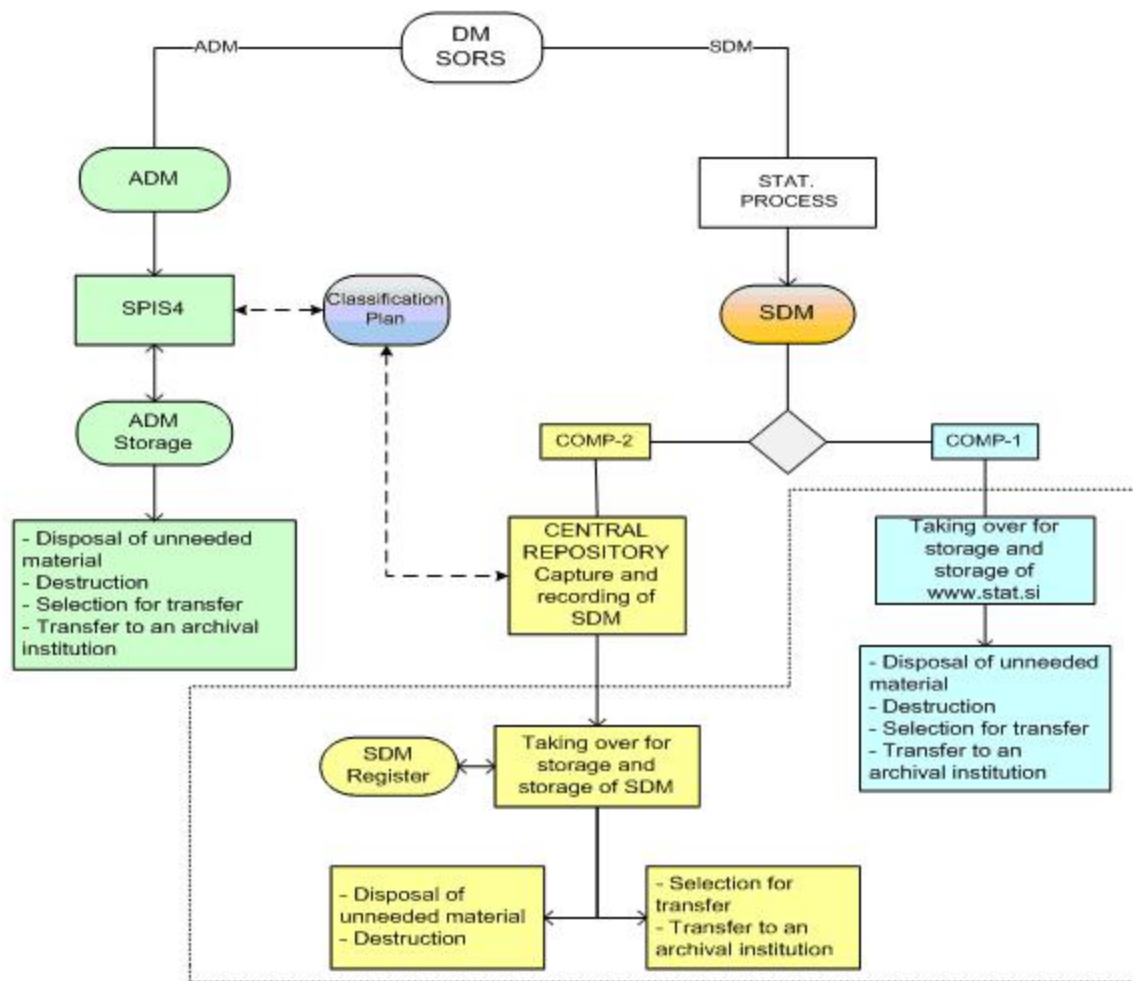 DM
SORS
ADM
SDM
ADM
STAT.
PROCESS
SPIS4
Classification
Plan
SDM
ADM
Storage
COMP-2
COMP-1
- Disposal of unneeded
material
- Destruction
- Selection for transfer
- Transfer to an archival
institution
CENTRAL
REPOSITORY
Capture and
recording of
SDM
Taking over for
storage and
storage of
www.stat.si
- Disposal of unneeded
material
- Destruction
- Selection for transfer
- Transfer to an
archival institution
SDM
Register
Taking over for
storage and
storage of SDM
- Disposal of
unneeded material
- Destruction
- Selection for
transfer
- Transfer to an
archival institution